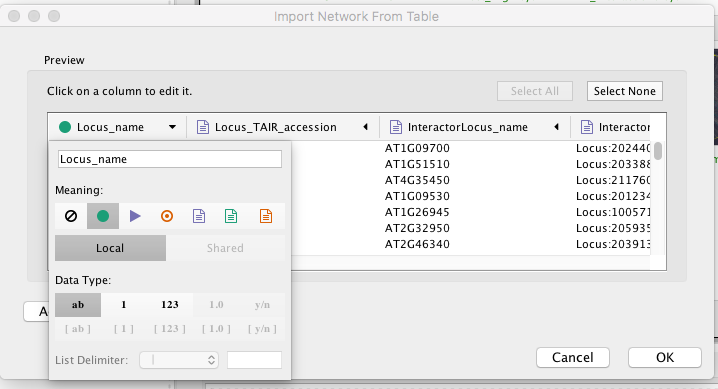 Import Network From Table
Preview
Click on a column to edit it.
Select All
Select None
Locus_name
Locus_TAIR_accession
InteractorLocus_name
Interactor
Locus_name
Meaning:
Local
Shared
Data Type:
ab 1 123 1.0 y/n
[ ab ] [ 1 ] [ 123 ] [ 1.0 ] [ y/n ]
List Delimiter: |
AT1G09700 Locus:202440
AT1G51510 Locus:203388
AT4G35450 Locus:211760
AT1G09530 Locus:201234
AT1G26945 Locus:100571
AT2G32950 Locus:205935
AT2G46340 Locus:203913
A
Cancel
OK